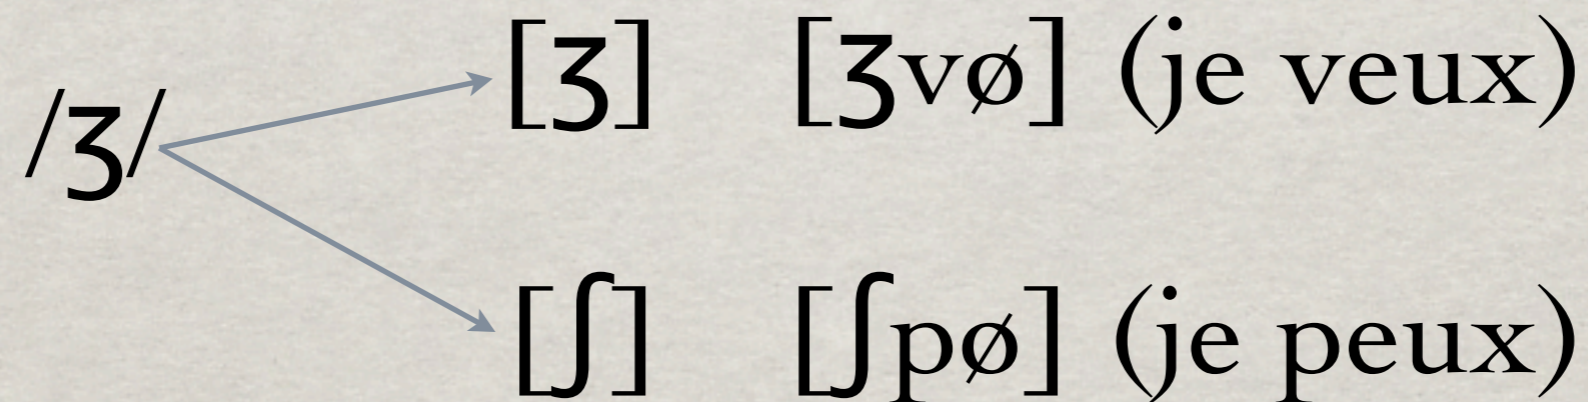 [ʒ] [ʒvø] (je veux)
/ʒ/
[ʃ] [ʃpø] (je peux)